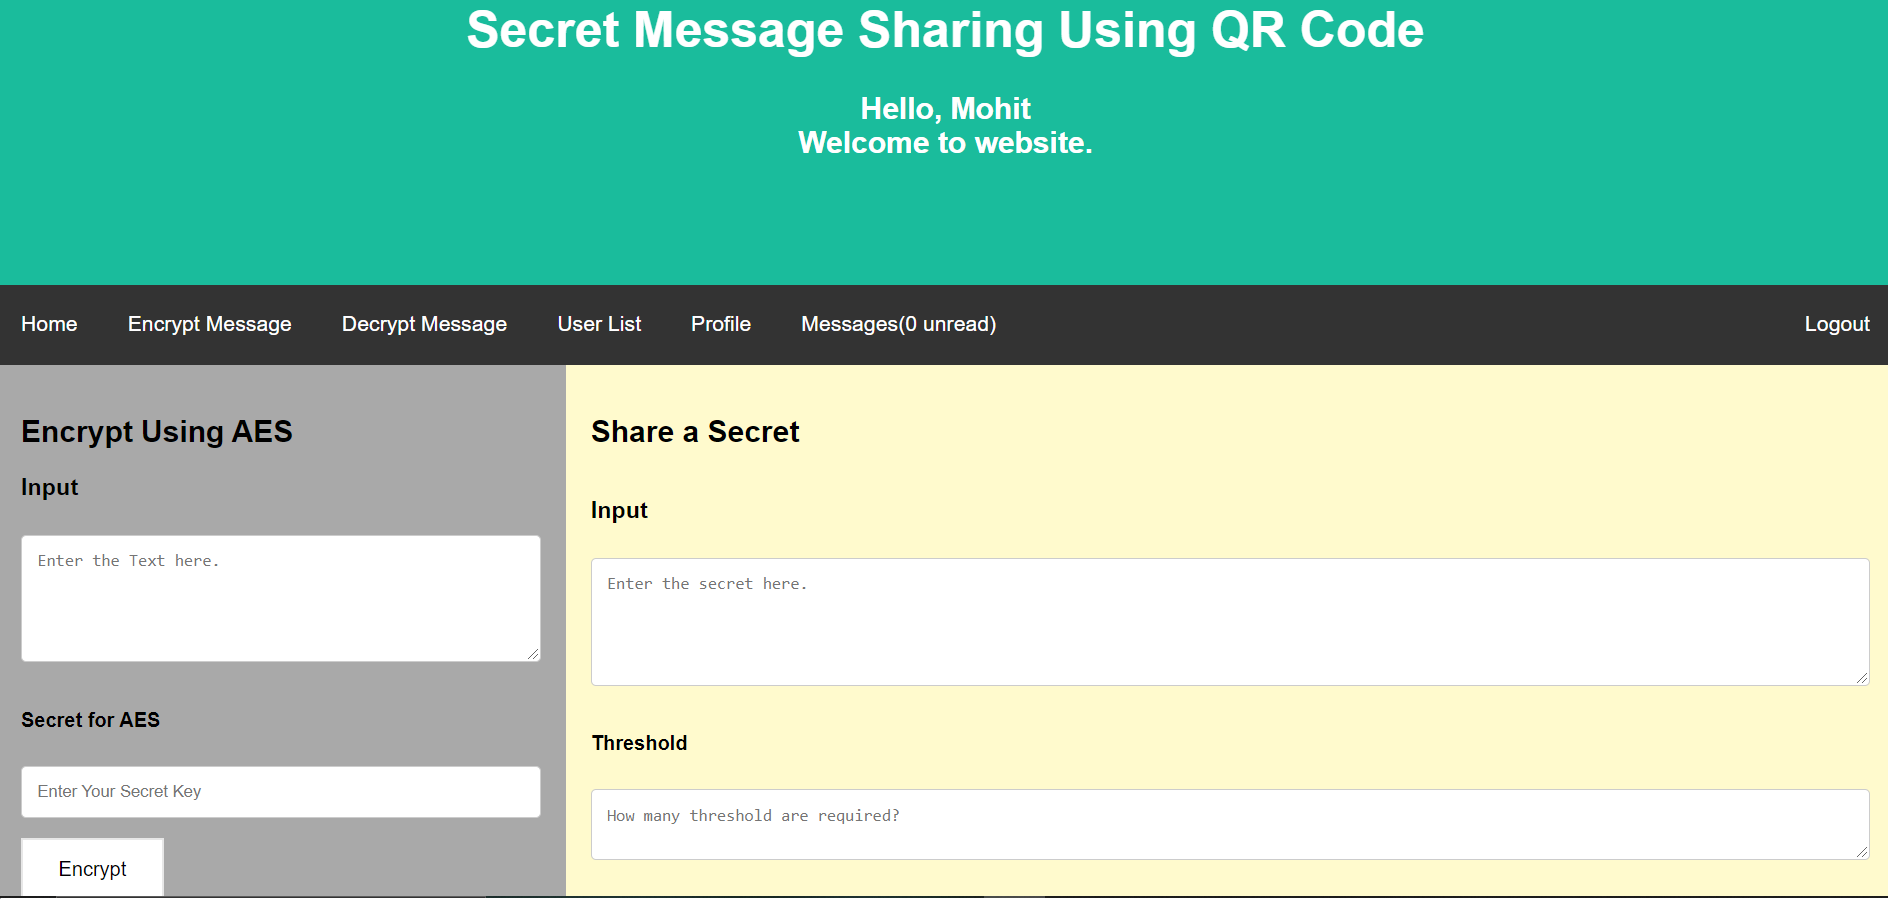 Secret Message Sharing Using QR Code
Hello, Mohit
Welcome to website.
Home Encrypt Message Decrypt Message User List Profile Messages(0 unread) Logout
Encrypt Using AES
Input
Enter the Text here.
Secret for AES
Enter Your Secret Key
Encrypt
Share a Secret
Input
Enter the secret here.
Threshold
How many threshold are required?